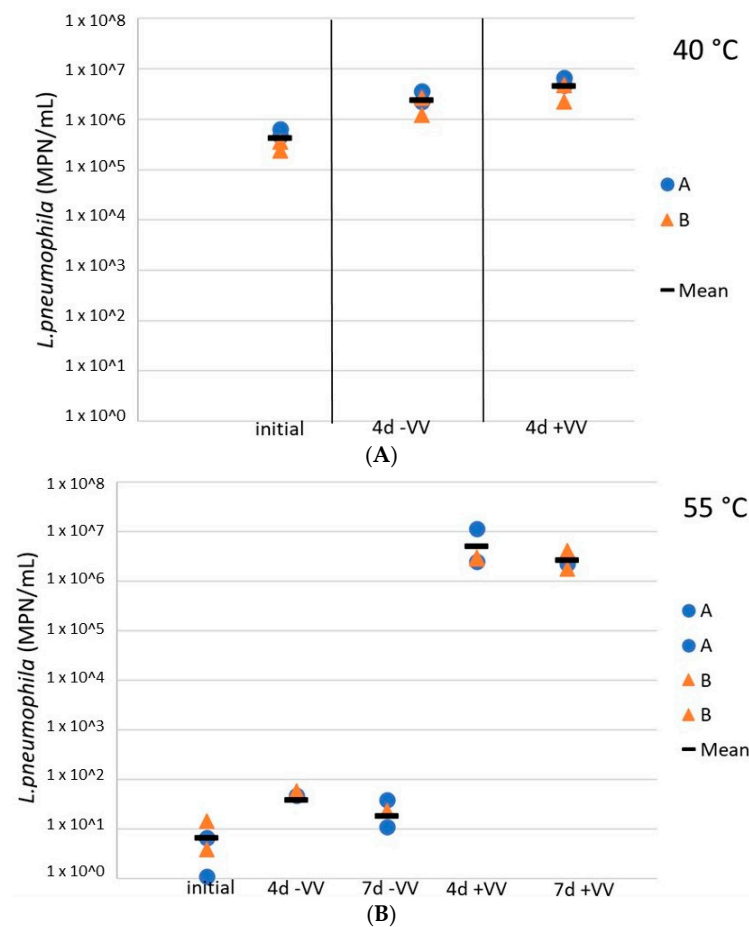 1 x 10^8
40 °C
1 x 10^7
1 x 10^6
1 x 10^5
1 x 10^4
1 x 10^3
1 x 10^2
1 x 10^1
1 x 10^0
L.pneumophila (MPN/mL)
A
B
Mean
initial
4d -VV
4d +VV
(A)
1 x 10^8
55 °C
1 x 10^7
1 x 10^6
1 x 10^5
1 x 10^4
1 x 10^3
1 x 10^2
1 x 10^1
1 x 10^0
L.pneumophila (MPN/mL)
A
A
B
B
Mean
initial
4d -VV
7d -VV
4d +VV
7d +VV
(B)